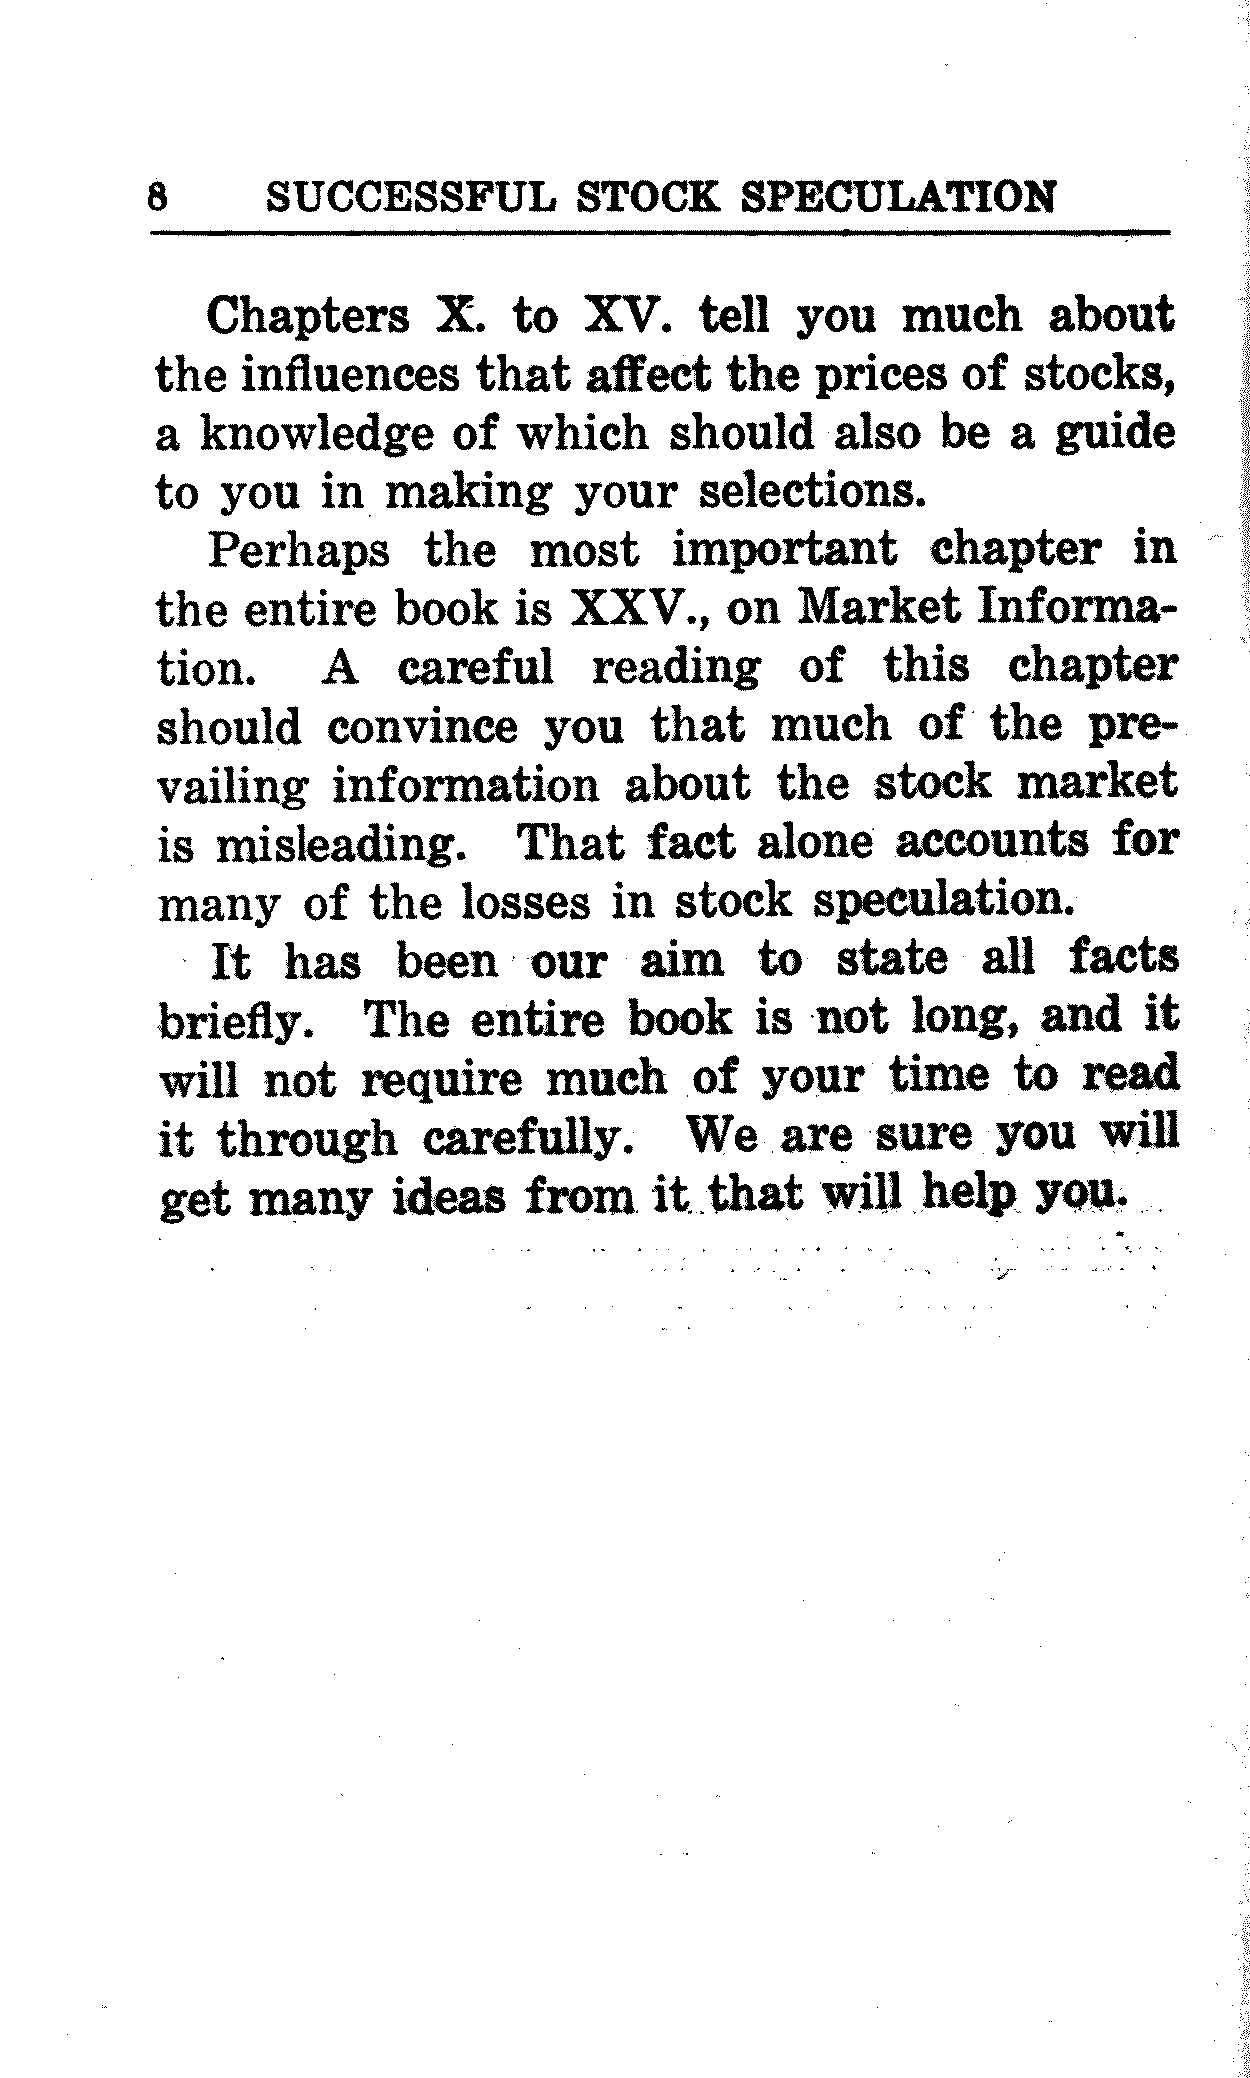 8 SUCCESSFUL STOCK SPECULATION
Chapters X. to XV. tell you much about
the influences that affect the prices of stocks,
a knowledge of which should also be a guide
to you in making your selections.
Perhaps the most important chapter in
the entire book is XXV., on Market Informa-
tion. A careful reading of this chapter
should convince you that much of the pre-
vailing information about the stock market
is misleading. That fact alone accounts for
many of the losses in stock speculation.
It has been our aim to state all facts
briefly. The entire book is not long, and it
will not require much of your time to read
it through carefully. We are sure you will
get many ideas from it that will help you.